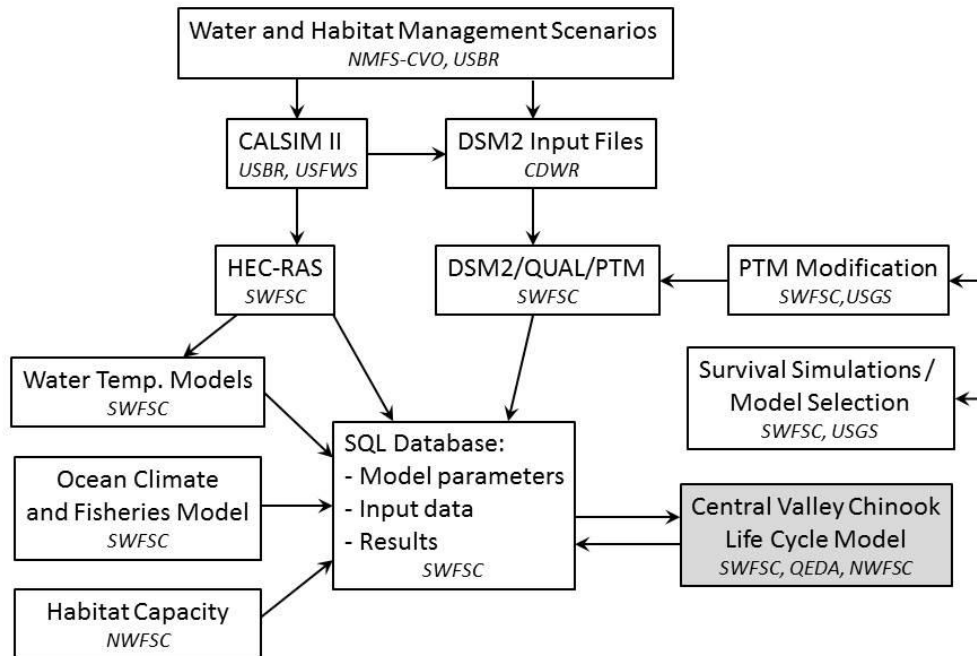 Water and Habitat Management Scenarios
NMFS-CVO, USBR
CALSIM II
USBR, USFWS
DSM2 Input Files
CDWR
HEC-RAS
SWFSC
DSM2/QUAL/PTM
SWFSC
PTM Modification
SWFSC,USGS
Water Temp. Models
SWFSC
Survival Simulations /
Model Selection
SWFSC, USGS
SQL Database:
- Model parameters
- Input data
- Results
SWFSC
Ocean Climate
and Fisheries Model
SWFSC
Central Valley Chinook
Life Cycle Model
SWFSC, QEDA, NWFSC
Habitat Capacity
NWFSC